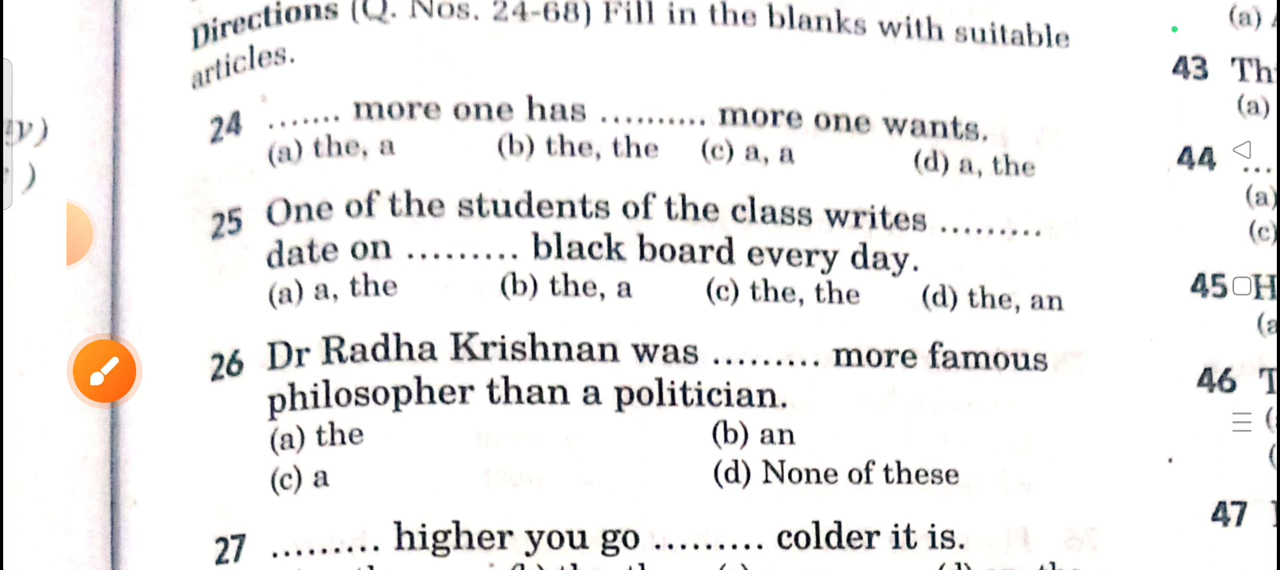 Directions (Q. Nos. 24-68) Fill in the blanks with suitable
articles.
24 ....... more one has .......... more one wants.
(a) the, a (b) the, the (c) a, a (d) a, the
25 One of the students of the class writes .........
date on ......... black board every day.
(a) a, the (b) the, a (c) the, the (d) the, an
26 Dr Radha Krishnan was ......... more famous
philosopher than a politician.
(a) the (b) an
(c) a (d) None of these
27 ......... higher you go ......... colder it is.
(a)
43 Th
(a)
44 ...
(a)
(c)
45 H
46 T
47